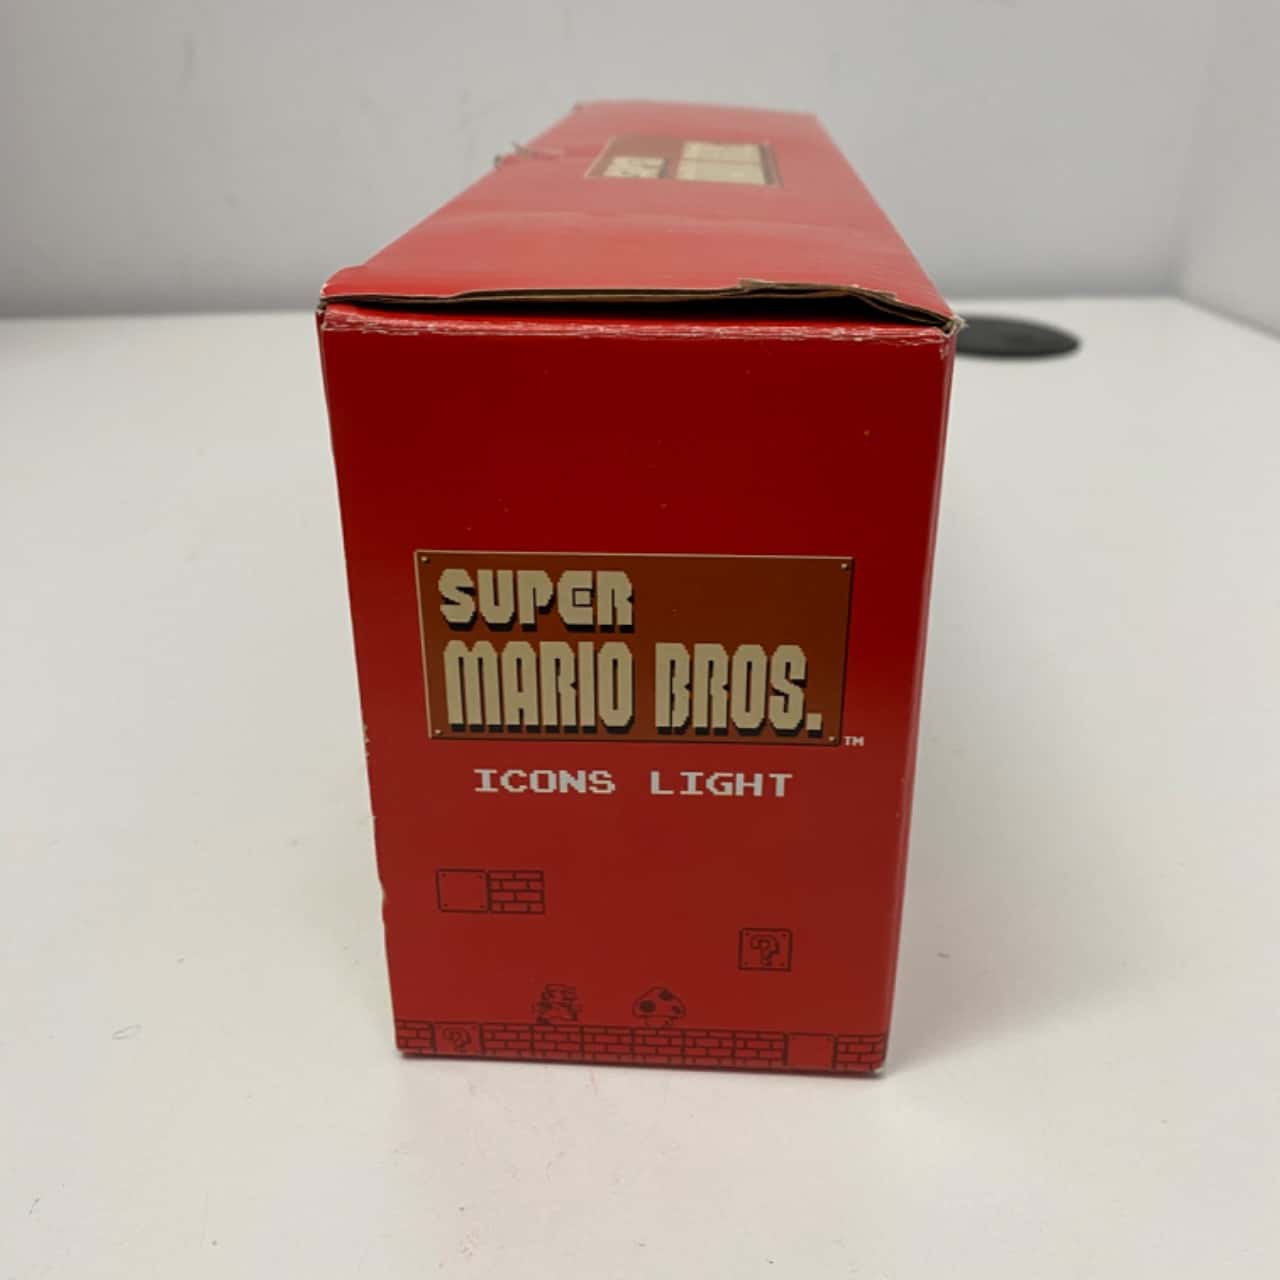 SUPER
MARIO BROS.
TM
ICONS LIGHT
?
?